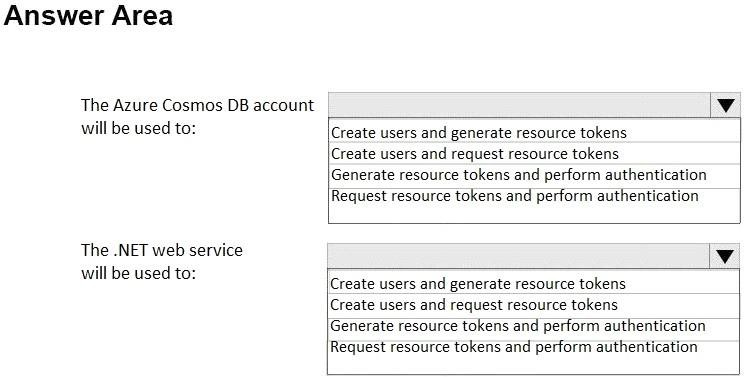 Answer Area
The Azure Cosmos DB account
will be used to:
Create users and generate resource tokens
Create users and request resource tokens
Generate resource tokens and perform authentication
Request resource tokens and perform authentication
The .NET web service
will be used to:
Create users and generate resource tokens
Create users and request resource tokens
Generate resource tokens and perform authentication
Request resource tokens and perform authentication